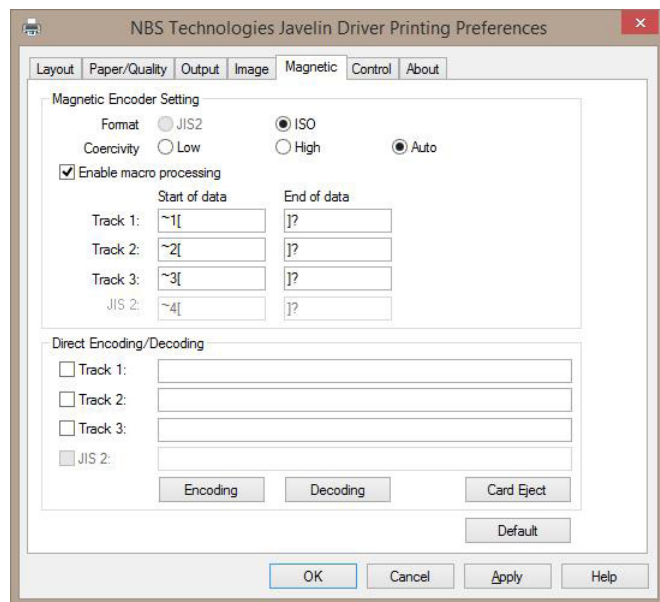 NBS Technologies Javelin Driver Printing Preferences
Layout Paper/Quality Output Image Magnetic Control About
Magnetic Encoder Setting
Format JIS2 ISO
Coercivity Low High Auto
Enable macro processing
Start of data End of data
Track 1: ~1[ ]?
Track 2: ~2[ ]?
Track 3: ~3[ ]?
JIS 2: ~4[ ]?
Direct Encoding/Decoding
Track 1:
Track 2:
Track 3:
JIS 2:
Encoding Decoding Card Eject
Default
OK Cancel Apply Help